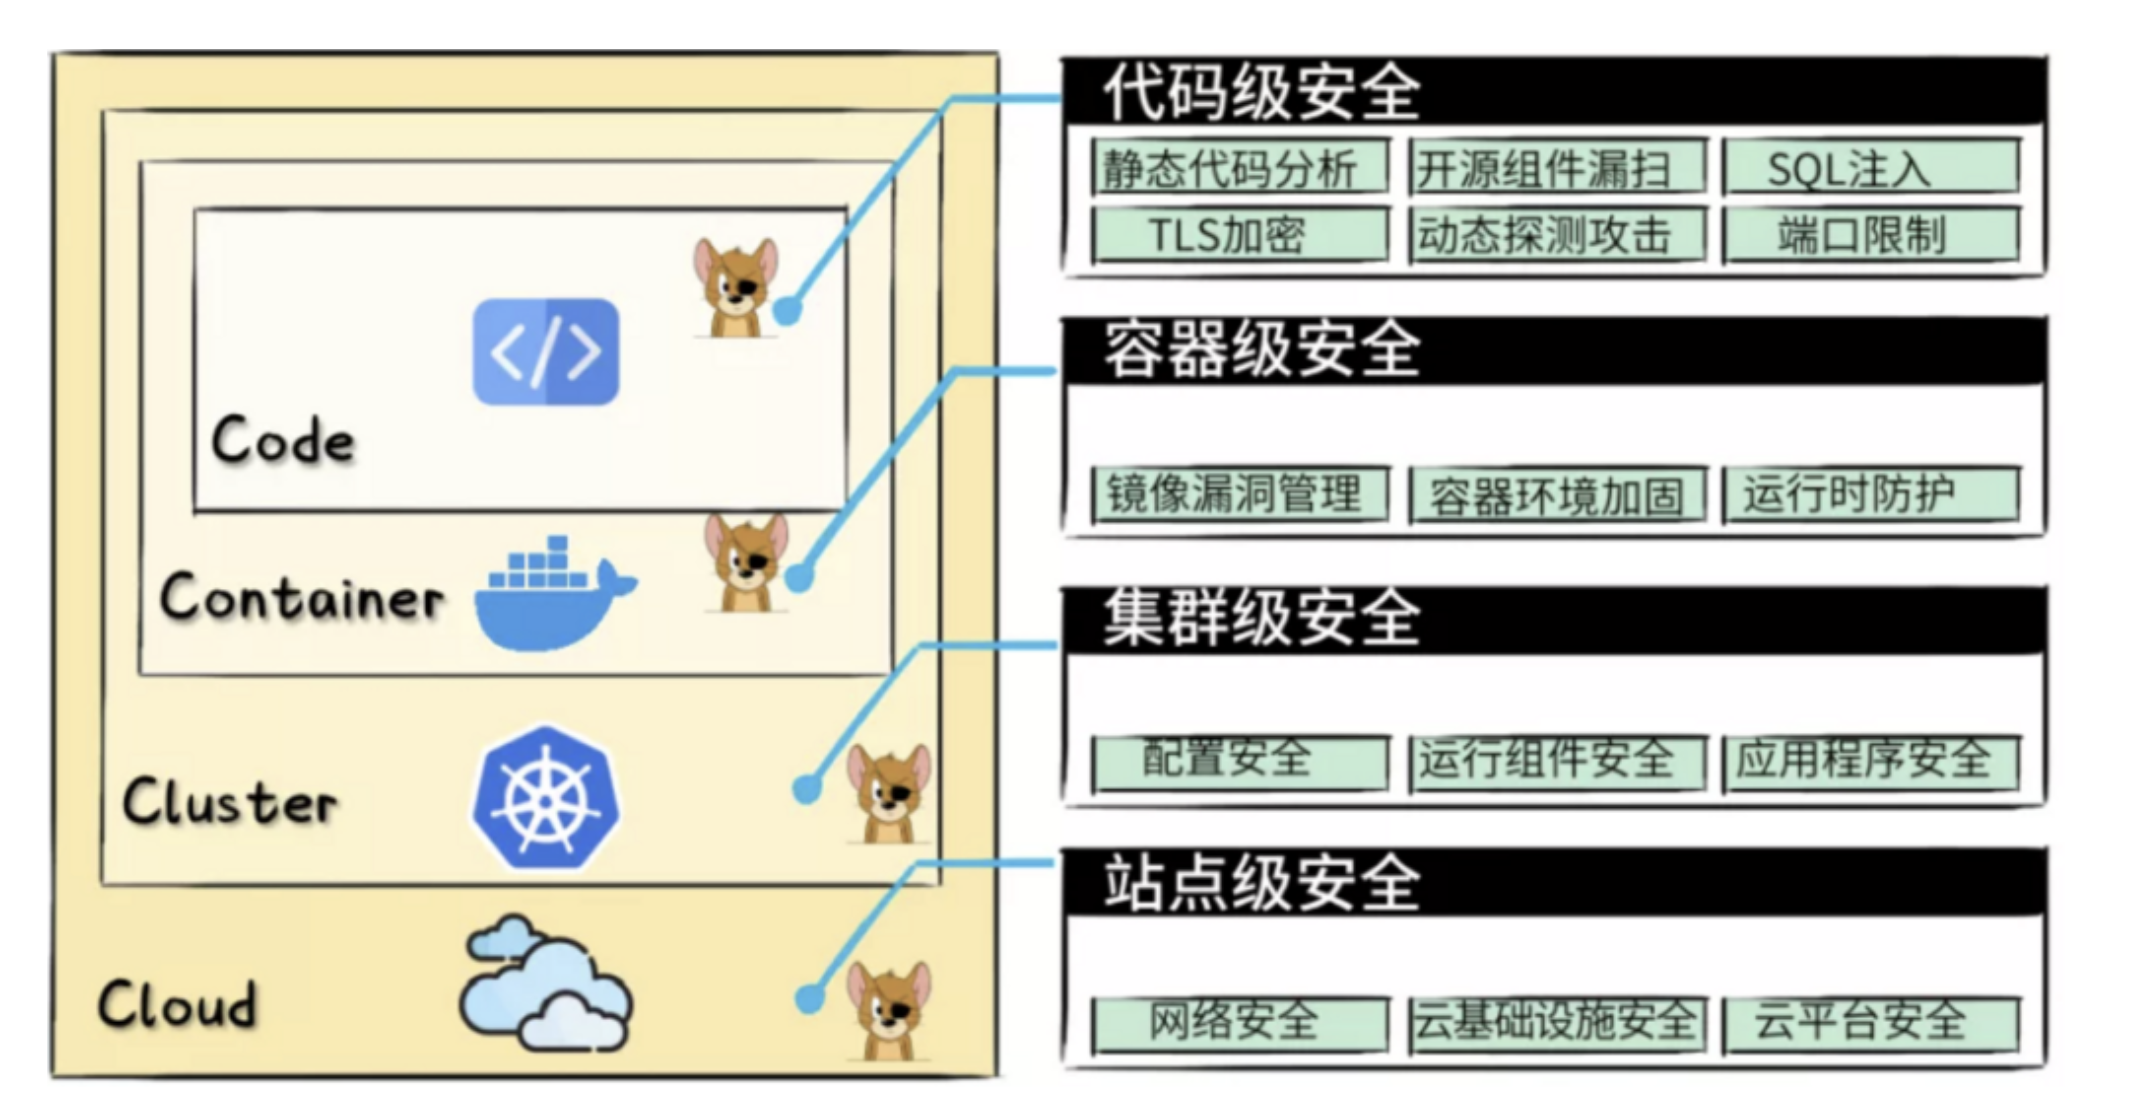 代码级安全
静态代码分析 开源组件漏扫 SQL注入
TLS加密 动态探测攻击 端口限制
容器级安全
镜像漏洞管理 容器环境加固 运行时防护
集群级安全
配置安全 运行组件安全 应用程序安全
站点级安全
网络安全 云基础设施安全 云平台安全
</>
Code
Container
Cluster
Cloud